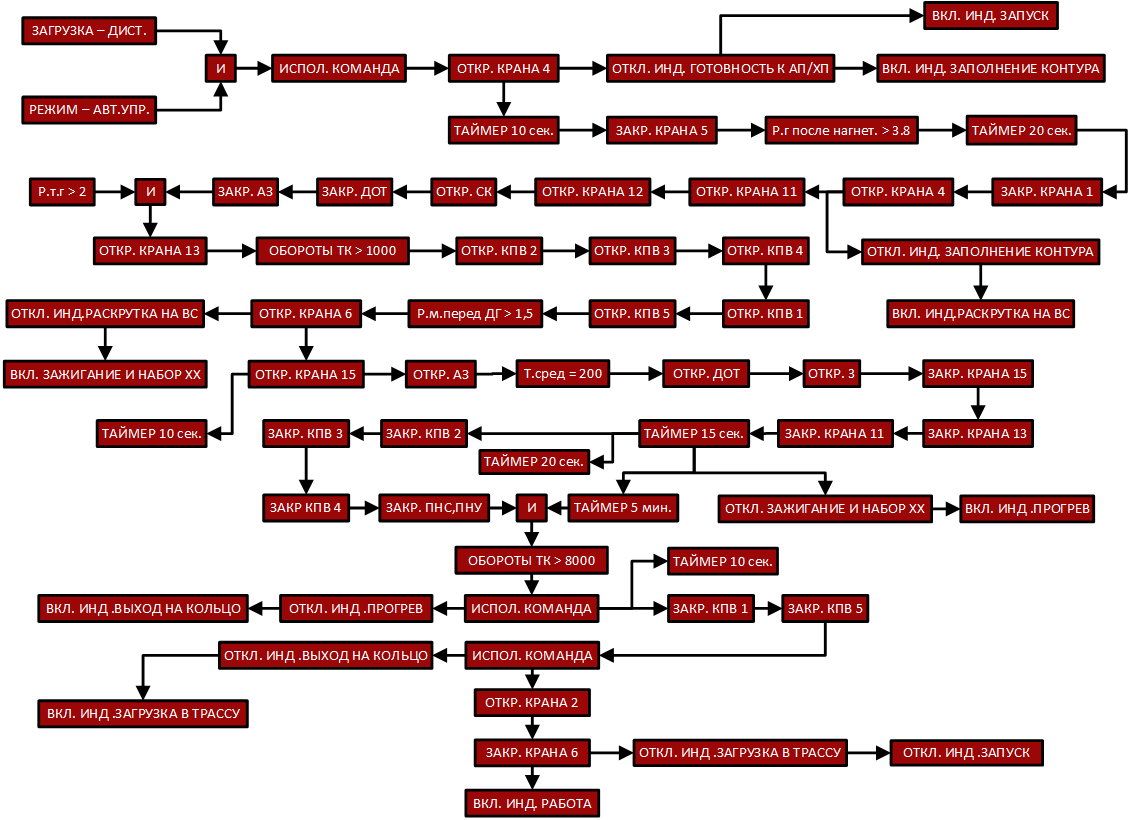 ВКЛ. ИНД. ЗАПУСК
ЗАГРУЗКА – ДИСТ.
И
ИСПОЛ. КОМАНДА
ОТКР. КРАНА 4
ОТКЛ. ИНД. ГОТОВНОСТЬ К АП/ХП
ВКЛ. ИНД. ЗАПОЛНЕНИЕ КОНТУРА
РЕЖИМ – АВТ.УПР.
ТАЙМЕР 10 сек.
ЗАКР. КРАНА 5
Р.г после нагнет. > 3.8
ТАЙМЕР 20 сек.
Р.т.г > 2
И
ЗАКР. АЗ
ЗАКР. ДОТ
ОТКР. СК
ОТКР. КРАНА 12
ОТКР. КРАНА 11
ОТКР. КРАНА 4
ЗАКР. КРАНА 1
ОТКР. КРАНА 13
ОБОРОТЫ ТК > 1000
ОТКР. КПВ 2
ОТКР. КПВ 3
ОТКР. КПВ 4
ОТКЛ. ИНД. ЗАПОЛНЕНИЕ КОНТУРА
ОТКЛ. ИНД.РАСКРУТКА НА ВС
ОТКР. КРАНА 6
Р.м.перед ДГ > 1,5
ОТКР. КПВ 5
ОТКР. КПВ 1
ВКЛ. ИНД.РАСКРУТКА НА ВС
ВКЛ. ЗАЖИГАНИЕ И НАБОР ХХ
ОТКР. КРАНА 15
ОТКР. АЗ
Т.сред = 200
ОТКР. ДОТ
ОТКР. З
ЗАКР. КРАНА 15
ТАЙМЕР 10 сек.
ЗАКР. КПВ 3
ЗАКР. КПВ 2
ТАЙМЕР 15 сек.
ЗАКР. КРАНА 11
ЗАКР. КРАНА 13
ТАЙМЕР 20 сек.
ЗАКР КПВ 4
ЗАКР. ПНС,ПНУ
И
ТАЙМЕР 5 мин.
ОТКЛ. ЗАЖИГАНИЕ И НАБОР ХХ
ВКЛ. ИНД .ПРОГРЕВ
ОБОРОТЫ ТК > 8000
ТАЙМЕР 10 сек.
ВКЛ. ИНД .ВЫХОД НА КОЛЬЦО
ОТКЛ. ИНД .ПРОГРЕВ
ИСПОЛ. КОМАНДА
ЗАКР. КПВ 1
ЗАКР. КПВ 5
ОТКЛ. ИНД .ВЫХОД НА КОЛЬЦО
ИСПОЛ. КОМАНДА
ВКЛ. ИНД .ЗАГРУЗКА В ТРАССУ
ОТКР. КРАНА 2
ЗАКР. КРАНА 6
ОТКЛ. ИНД .ЗАГРУЗКА В ТРАССУ
ОТКЛ. ИНД .ЗАПУСК
ВКЛ. ИНД. РАБОТА